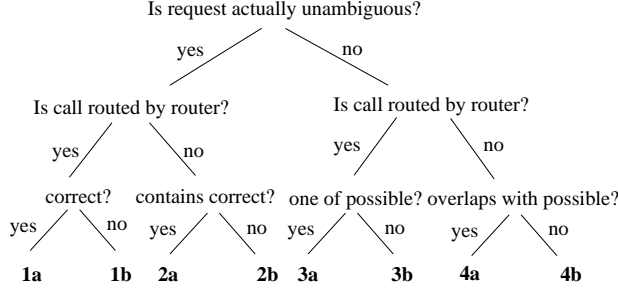 Is request actually unambiguous?
yes no
Is call routed by router? Is call routed by router?
yes no yes no
correct? contains correct? one of possible? overlaps with possible?
yes no yes no yes no yes no
1a 1b 2a 2b 3a 3b 4a 4b